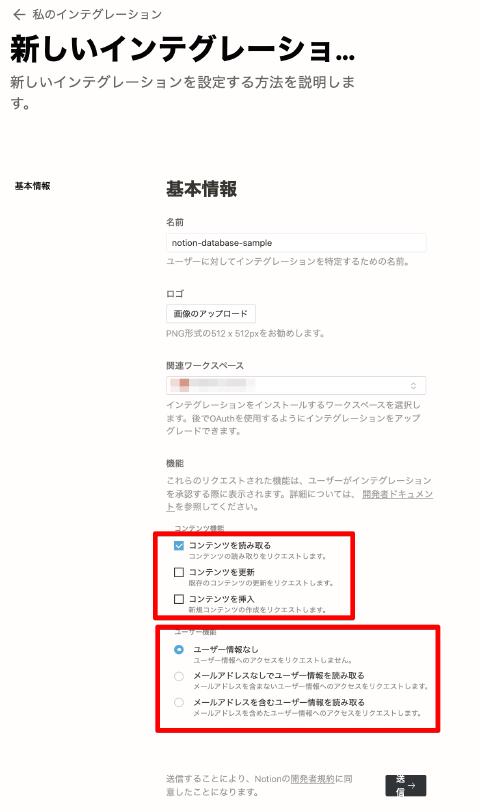 ← 私のインテグレーション
新しいインテグレーショ...
新しいインテグレーションを設定する方法を説明しま
す。
基本情報
基本情報
名前
notion-database-sample
ユーザーに対してインテグレーションを特定するための名前。
ロゴ
画像のアップロード
PNG形式の512 x 512pxをお勧めします。
関連ワークスペース
インテグレーションをインストールするワークスペースを選択し
ます。後でOAuthを使用するようにインテグレーションをアップ
グレードできます。
機能
これらのリクエストされた機能は、ユーザーがインテグレーション
を承認する際に表示されます。詳細については、 開発者ドキュメン
トを参照してください。
コンテンツ機能
コンテンツを読み取る
コンテンツの読み取りをリクエストします。
コンテンツを更新
既存のコンテンツの更新をリクエストします。
コンテンツを挿入
新規コンテンツの作成をリクエストします。
ユーザー機能
ユーザー情報なし
ユーザー情報へのアクセスをリクエストしません。
メールアドレスなしでユーザー情報を読み取る
メールアドレスを含まないユーザー情報へのアクセスをリクエストします。
メールアドレスを含むユーザー情報を読み取る
メールアドレスを含めたユーザー情報へのアクセスをリクエストします。
送信することにより、Notionの開発者規約に同
意したことになります。
送
信 →